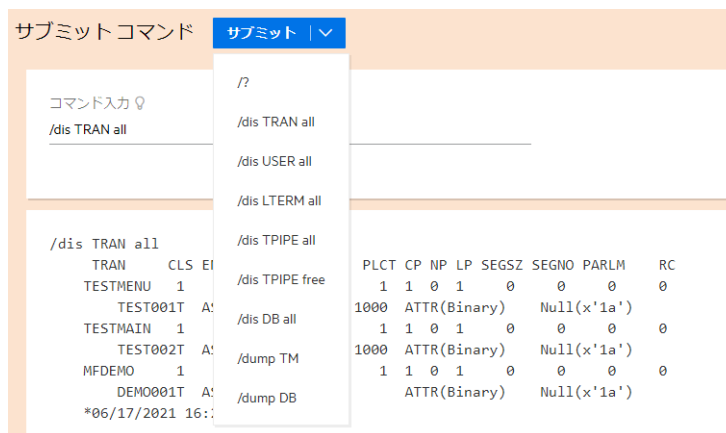 サブミット コマンド サブミット
/?
コマンド入力
/dis TRAN all
/dis TRAN all
/dis USER all
/dis LTERM all
/dis TPIPE all
/dis TPIPE free
/dis DB all
/dump TM
/dump DB
/dis TRAN all
TRAN CLS PLCT CP NP LP SEGSZ SEGNO PARLM RC
TESTMENU 1 1 1 0 1 0 0 0 0
TEST001T 1000 ATTR(Binary) Null(x'1a')
TESTMAIN 1 1 1 0 1 0 0 0 0
TEST002T 1000 ATTR(Binary) Null(x'1a')
MFDEMO 1 1 1 0 1 0 0 0 0
DEMO001T ATTR(Binary) Null(x'1a')
*06/17/2021 16: